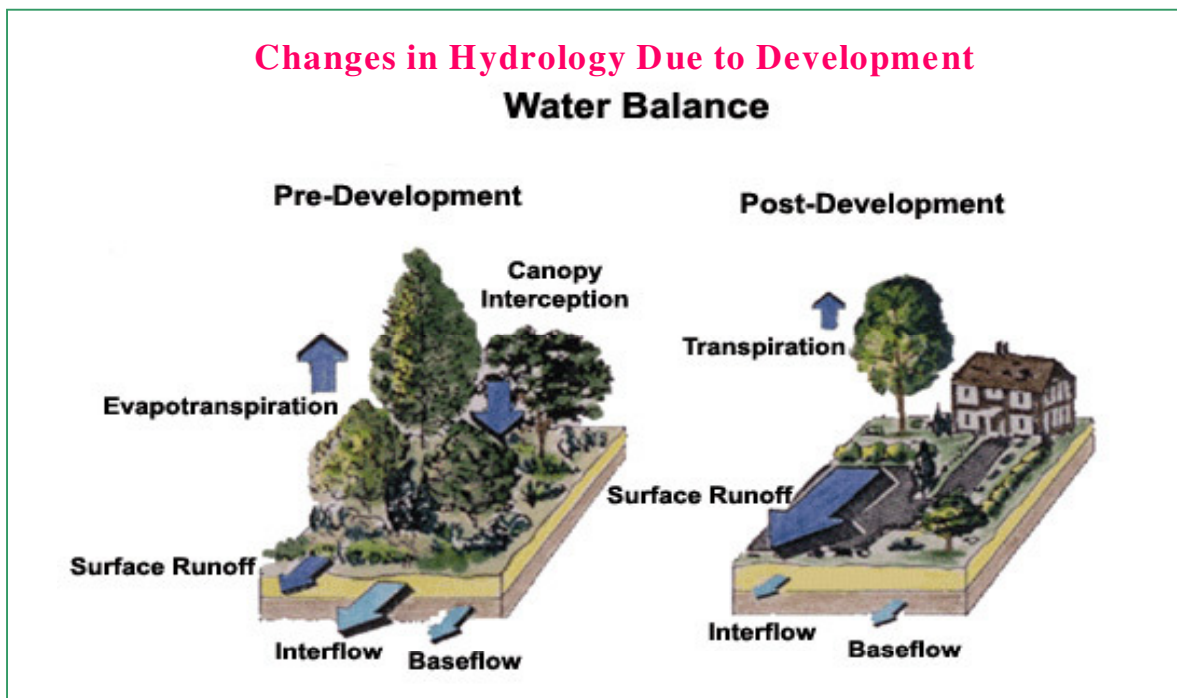 Changes in Hydrology Due to Development
Water Balance
Pre-Development
Canopy
Interception
Evapotranspiration
Surface Runoff
Interflow
Baseflow
Post-Development
Transpiration
Surface Runoff
Interflow
Baseflow